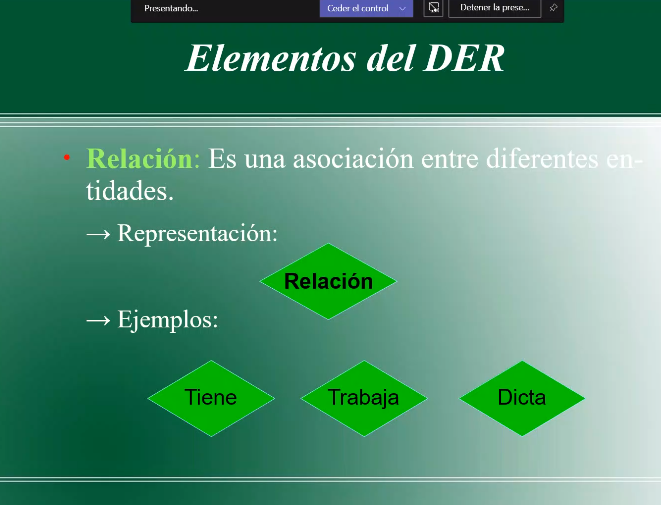 Presentando...
Ceder el control
Detener la prese...
Elementos del DER
• Relación: Es una asociación entre diferentes en-
tidades.
→ Representación:
Relación
→ Ejemplos:
Tiene
Trabaja
Dicta